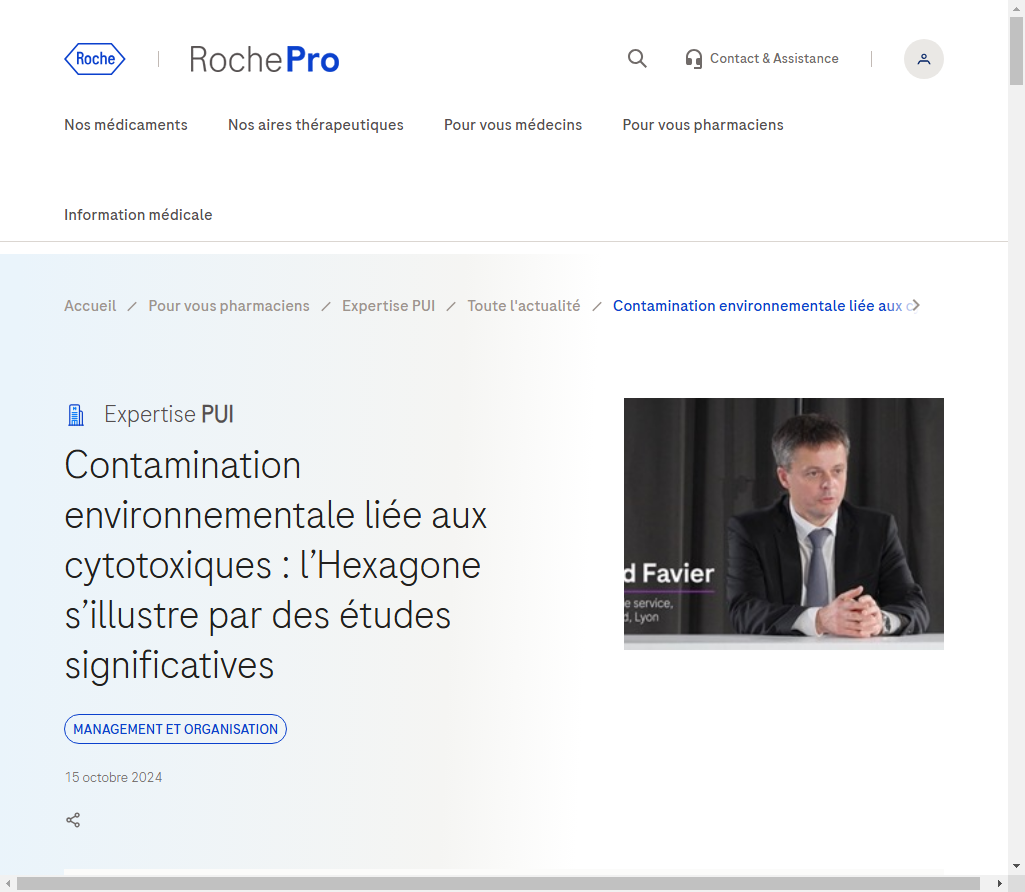 Roche
RochePro
Contact & Assistance
Nos médicaments
Nos aires thérapeutiques
Pour vous médecins
Pour vous pharmaciens
Information médicale
Accueil / Pour vous pharmaciens / Expertise PUI / Toute l'actualité / Contamination environnementale liée aux
Expertise PUI
Contamination
environnementale liée aux
cytotoxiques : l’Hexagone
s’illustre par des études
significatives
d Favier
e service,
d, Lyon
MANAGEMENT ET ORGANISATION
15 octobre 2024